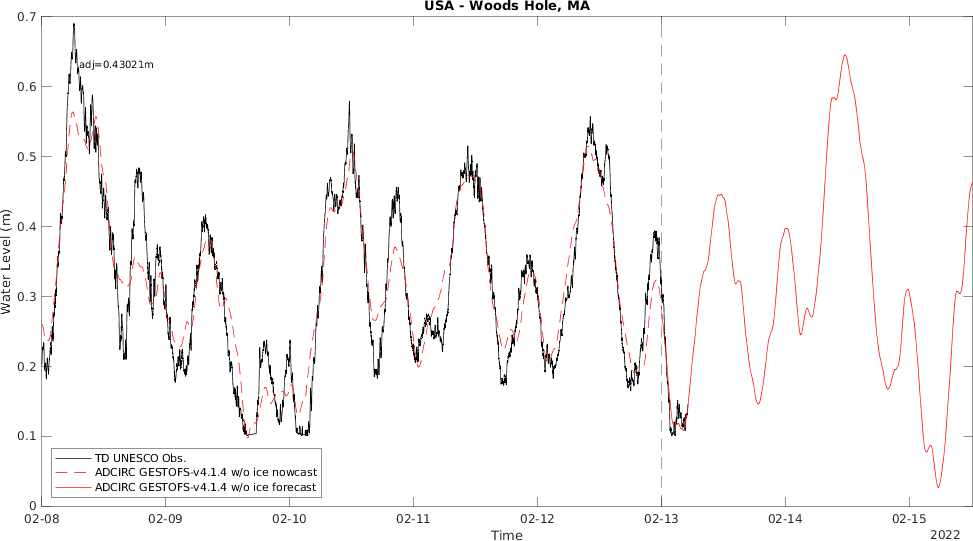 USA - Woods Hole, MA
0.7
adj=0.43021m
0.6
0.5
0.4
0.3
0.2
0.1
0
Water Level (m)
TD UNESCO Obs.
ADCIRC GESTOFS-v4.1.4 w/o ice nowcast
ADCIRC GESTOFS-v4.1.4 w/o ice forecast
02-08 02-09 02-10 02-11 02-12 02-13 02-14 02-15
Time
2022